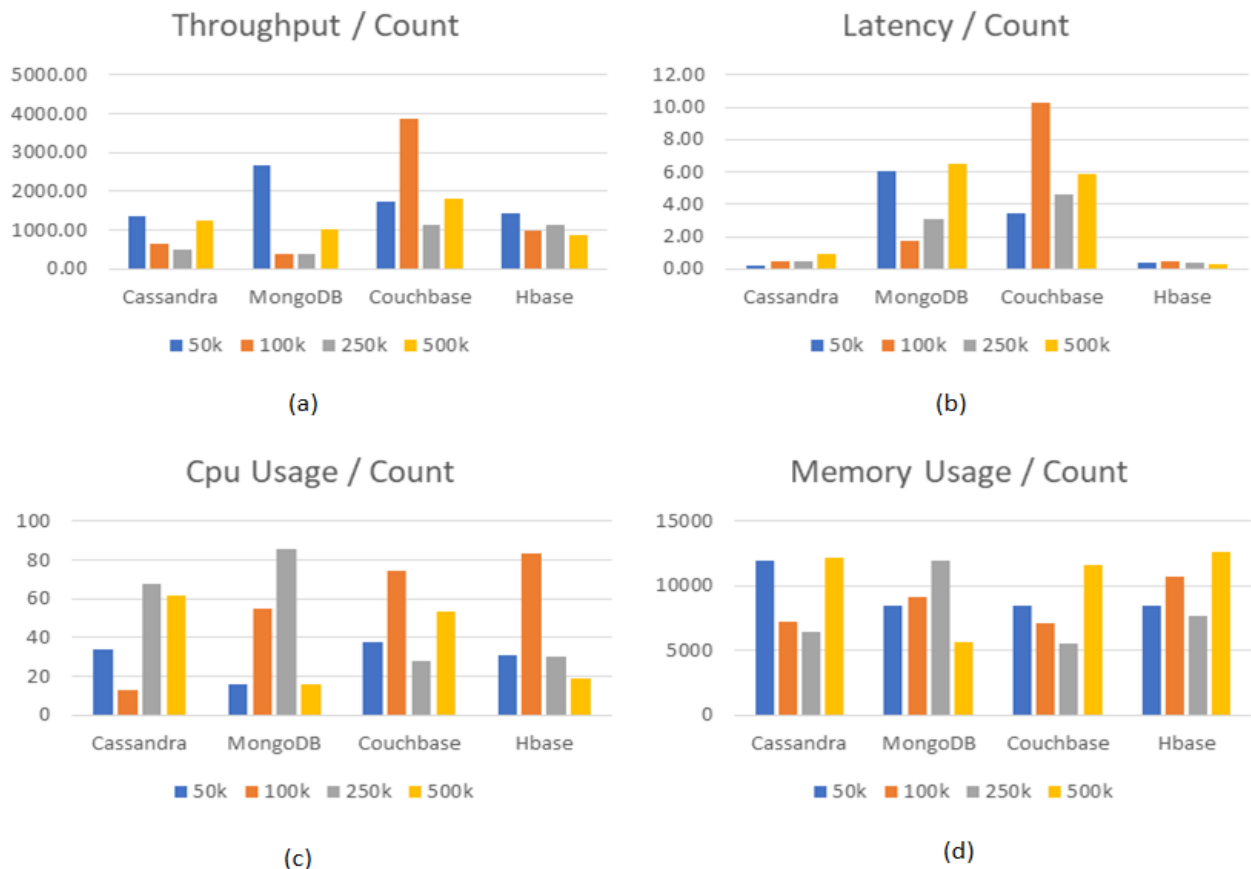 Throughput / Count
5000.00
4000.00
3000.00
2000.00
1000.00
0.00
Cassandra MongoDB Couchbase Hbase
50k 100k 250k 500k
(a)
Latency / Count
12.00
10.00
8.00
6.00
4.00
2.00
0.00
Cassandra MongoDB Couchbase Hbase
50k 100k 250k 500k
(b)
Cpu Usage / Count
100
80
60
40
20
0
Cassandra MongoDB Couchbase Hbase
50k 100k 250k 500k
(c)
Memory Usage / Count
15000
10000
5000
0
Cassandra MongoDB Couchbase Hbase
50k 100k 250k 500k
(d)